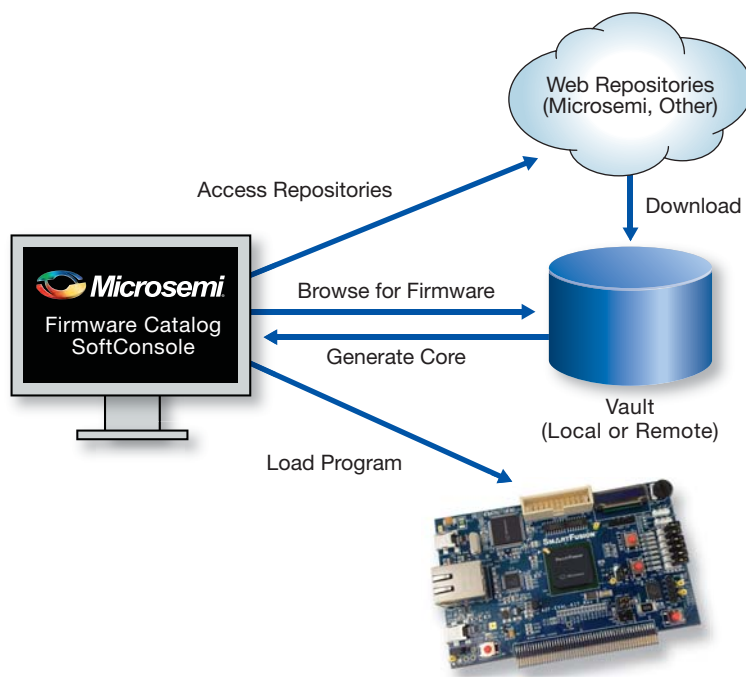 Web Repositories
(Microsemi, Other)
Access Repositories
Download
Microsemi
Firmware Catalog
SoftConsole
Browse for Firmware
Generate Core
Vault
(Local or Remote)
Load Program
SMARTFUSION